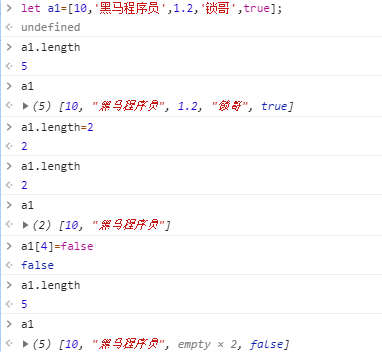 > let a1=[10,'黑马程序员',1.2,'锁哥',true];
< undefined
> a1.length
< 5
> a1
< ▶(5) [10, "黑马程序员", 1.2, "锁哥", true]
> a1.length=2
< 2
> a1.length
< 2
> a1
< ▶(2) [10, "黑马程序员"]
> a1[4]=false
< false
> a1.length
< 5
> a1
< ▶(5) [10, "黑马程序员", empty × 2, false]